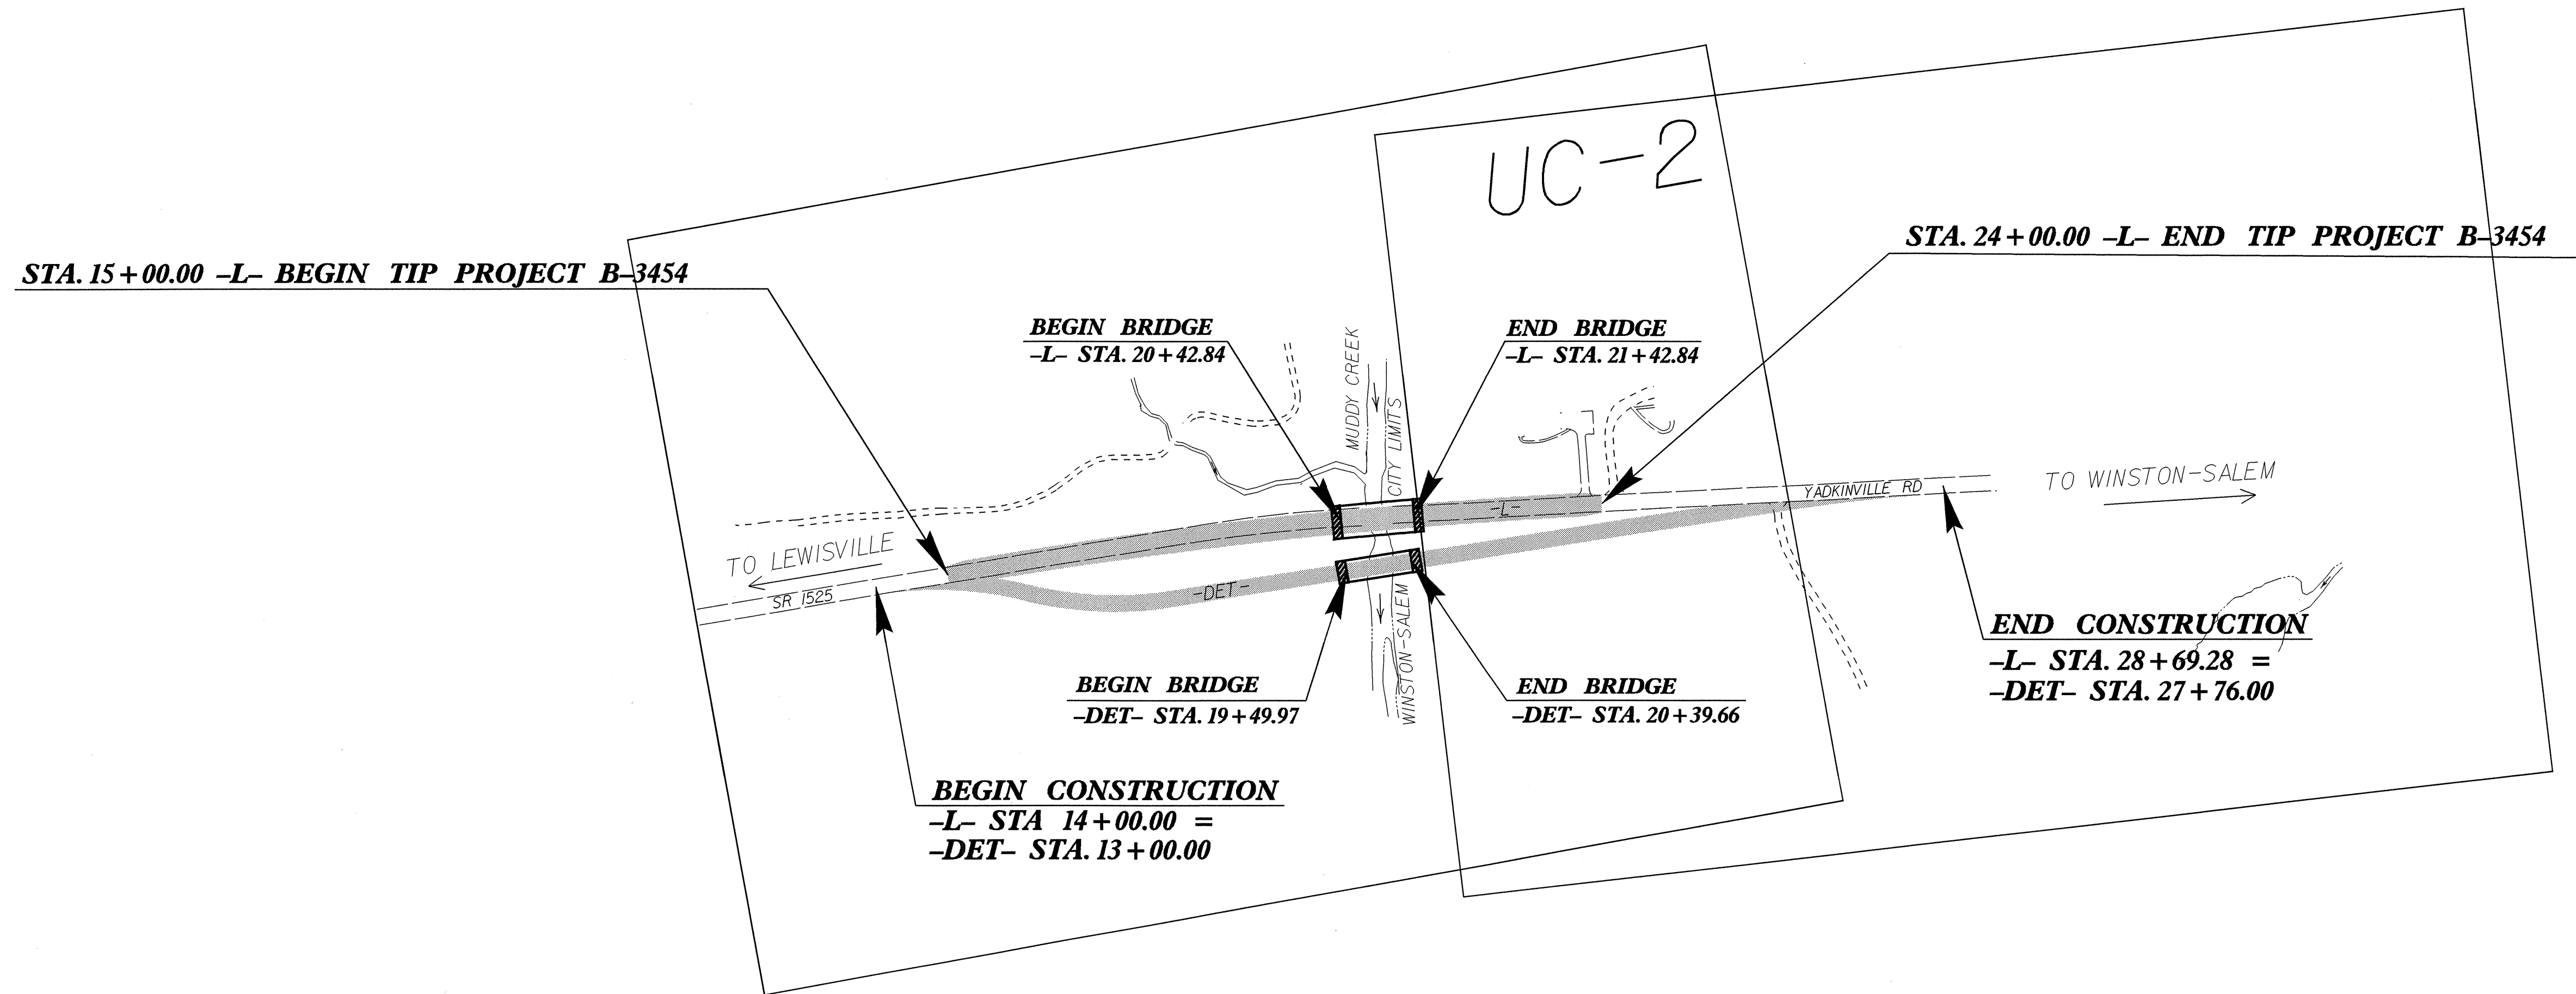 UC-2
STA. 24+00.00 –L– END TIP PROJECT B–3454
STA. 15+00.00 –L– BEGIN TIP PROJECT B–3454
BEGIN BRIDGE
–L– STA. 20+42.84
END BRIDGE
–L– STA. 21+42.84
MUDDY CREEK
CITY LIMITS
TO WINSTON-SALEM
YADKINVILLE RD
-L-
TO LEWISVILLE
SR 1525
-DET-
WINSTON-SALEM
BEGIN BRIDGE
–DET– STA. 19+49.97
END BRIDGE
–DET– STA. 20+39.66
END CONSTRUCTION
–L– STA. 28+69.28 =
–DET– STA. 27+76.00
BEGIN CONSTRUCTION
–L– STA 14+00.00 =
–DET– STA. 13+00.00